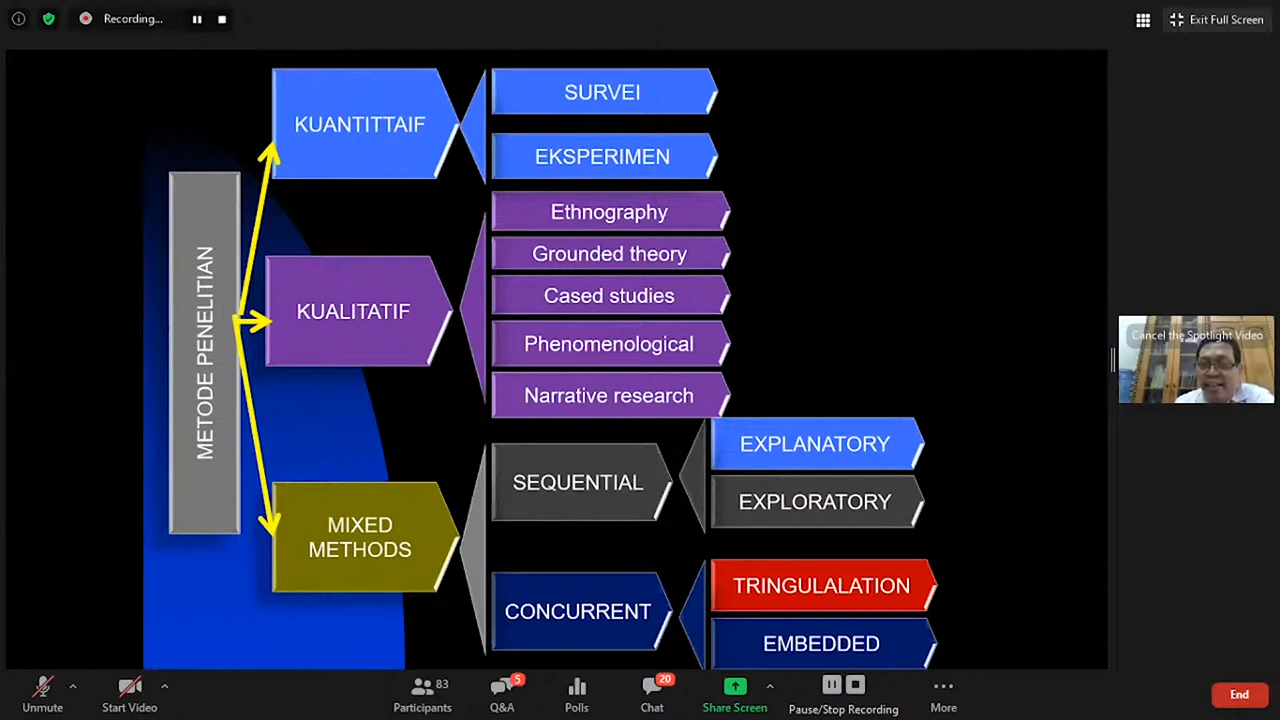 Recording...
Exit Full Screen
METODE PENELITIAN
KUANTITTAIF
SURVEI
EKSPERIMEN
KUALITATIF
Ethnography
Grounded theory
Cased studies
Phenomenological
Narrative research
MIXED
METHODS
SEQUENTIAL
EXPLANATORY
EXPLORATORY
CONCURRENT
TRINGULALATION
EMBEDDED
Cancel the Spotlight Video
Unmute
Start Video
83
Participants
5
Q&A
Polls
20
Chat
Share Screen
Pause/Stop Recording
More
End